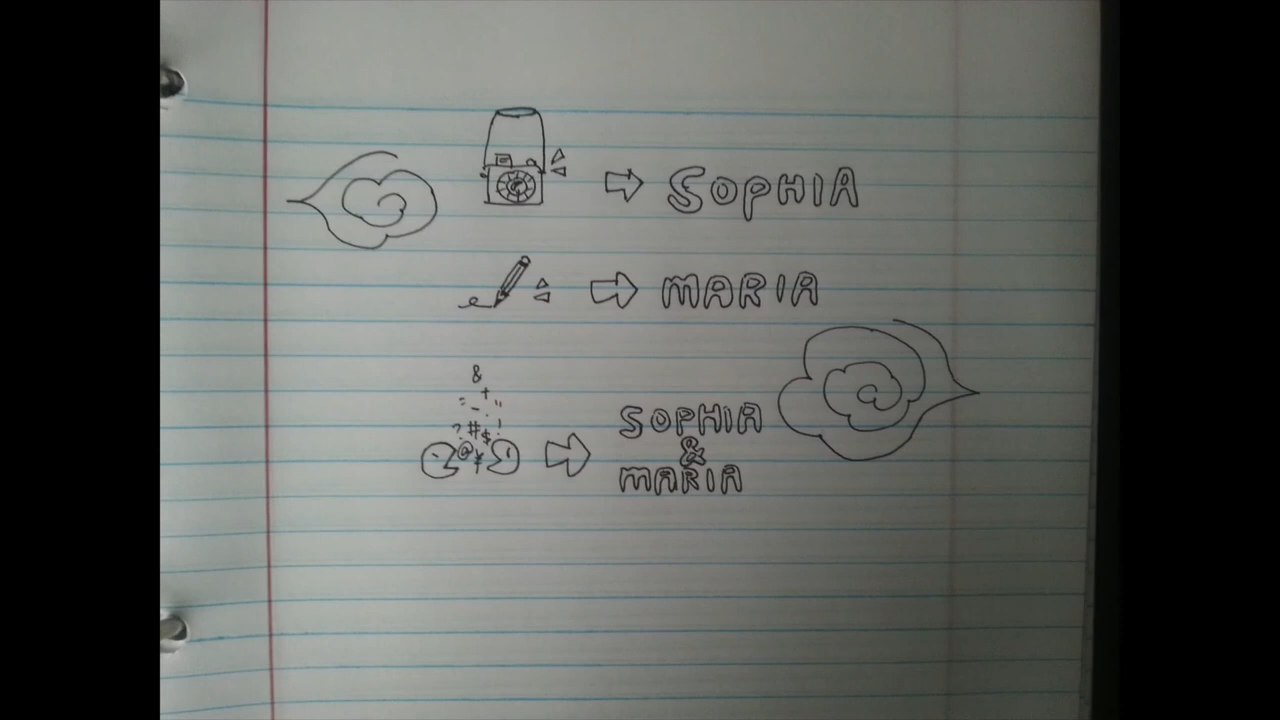 SOPHIA
MARIA
&
+
" - . "
? # $ !
@ ¥
SOPHIA
&
MARIA